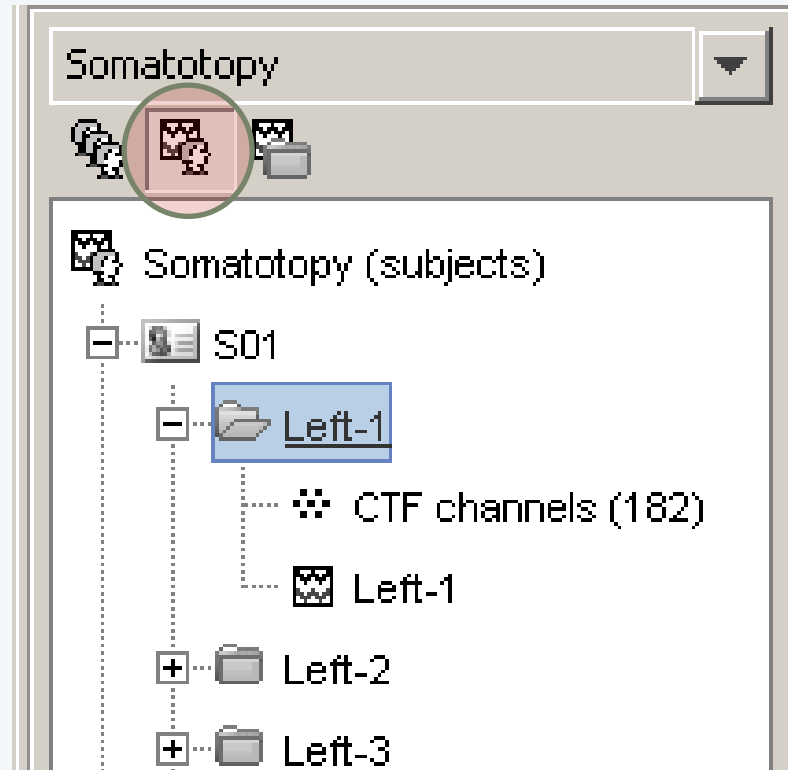 Somatotopy
Somatotopy (subjects)
S01
Left-1
CTF channels (182)
Left-1
Left-2
Left-3